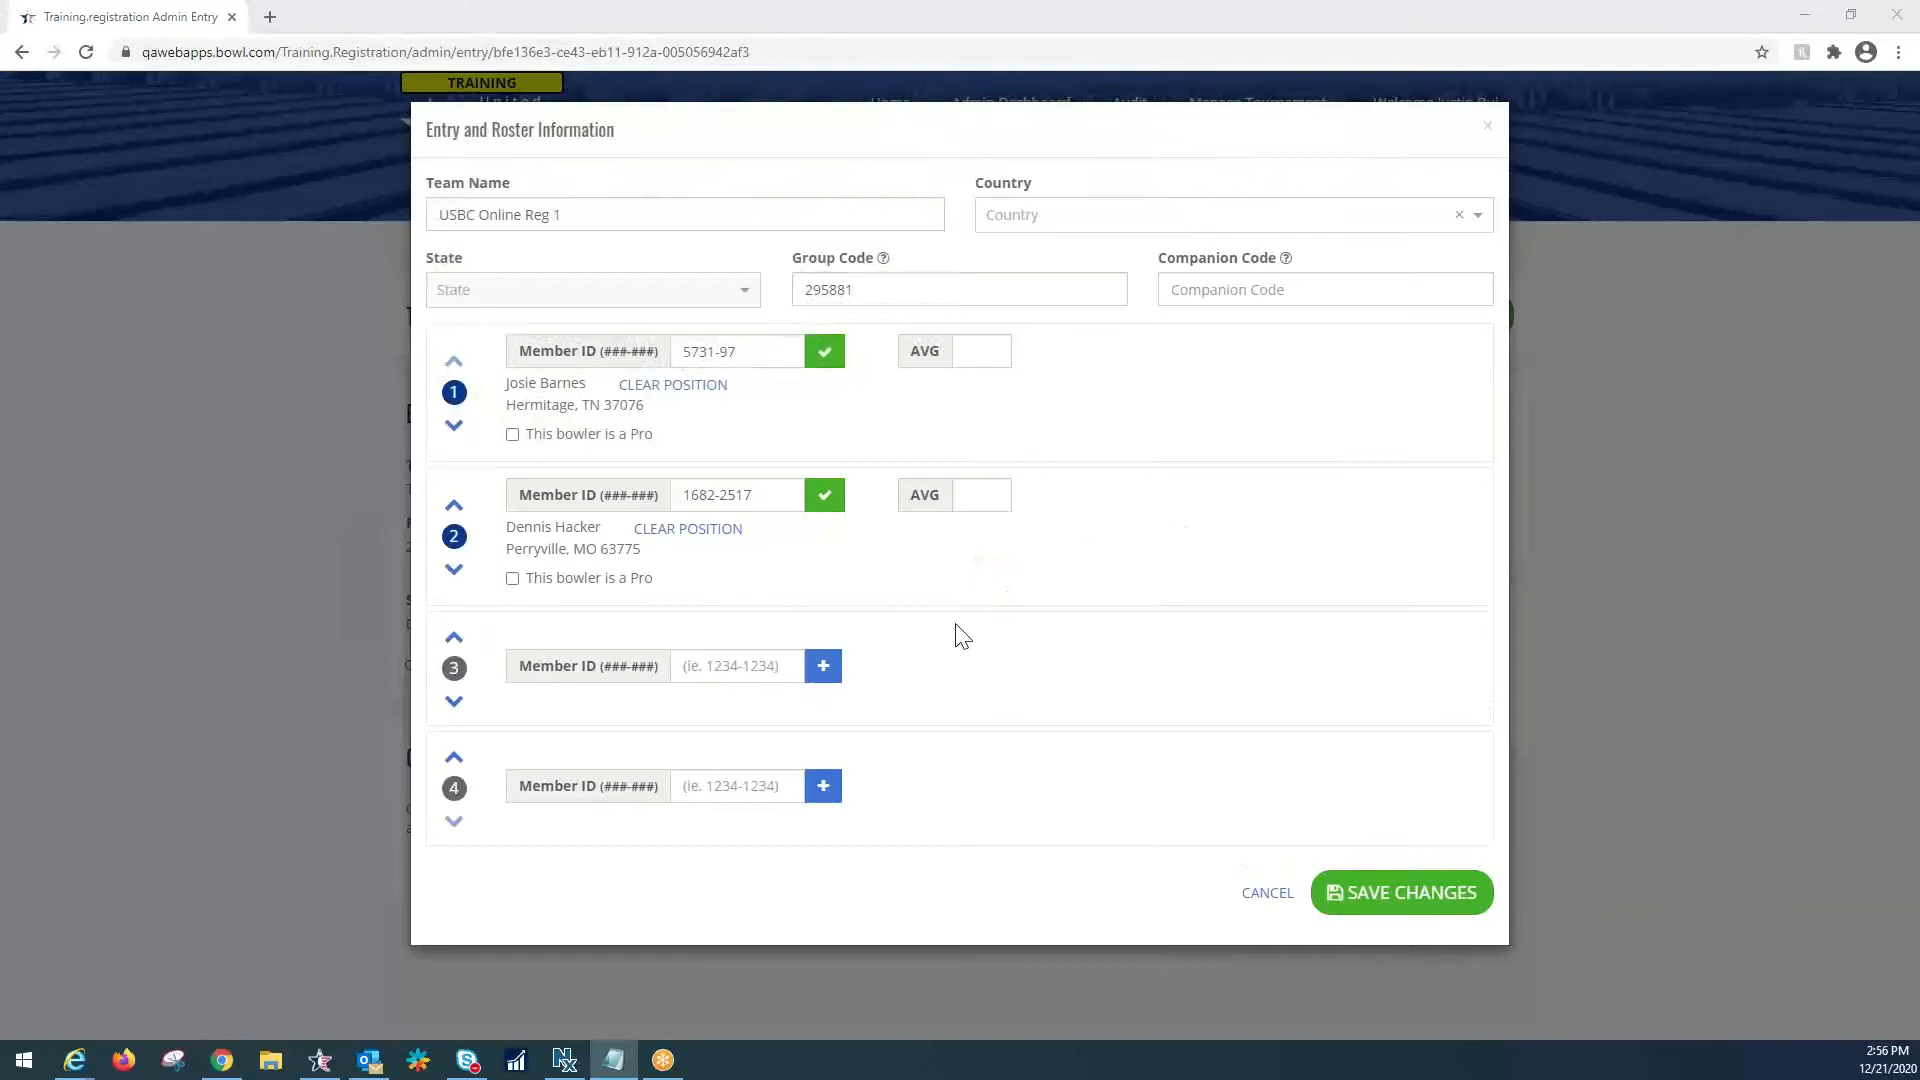 Training.registration Admin Entry
qawebapps.bowl.com/Training.Registration/admin/entry/bfe136e3-ce43-eb11-912a-005056942af3
TRAINING
Entry and Roster Information
Team Name
Country
USBC Online Reg 1
Country
State
Group Code
Companion Code
State
295881
Companion Code
Member ID (###-###) 5731-97 AVG
1
Josie Barnes CLEAR POSITION
Hermitage, TN 37076
This bowler is a Pro
Member ID (###-###) 1682-2517 AVG
2
Dennis Hacker CLEAR POSITION
Perryville, MO 63775
This bowler is a Pro
3 Member ID (###-###) (ie. 1234-1234)
4 Member ID (###-###) (ie. 1234-1234)
CANCEL SAVE CHANGES
2:56 PM
12/21/2020